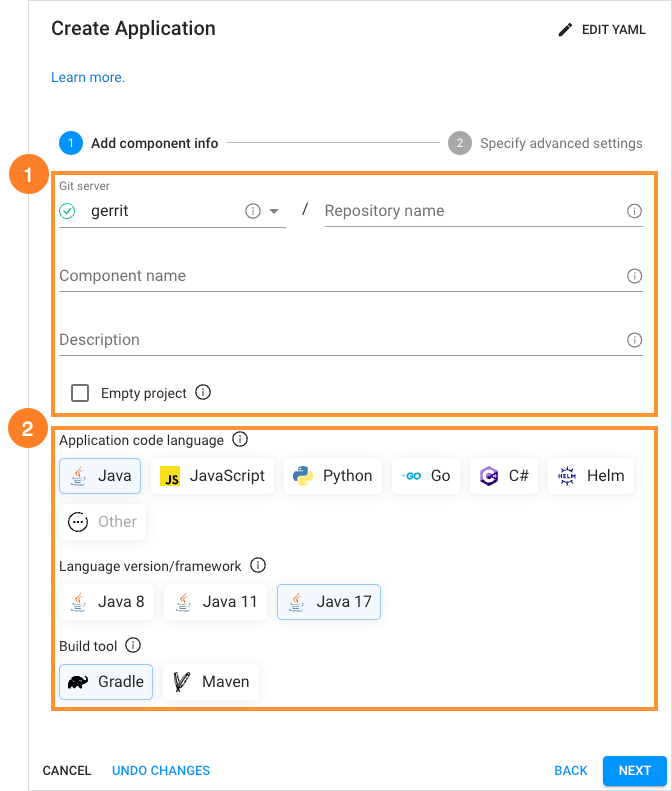 Create Application
EDIT YAML
Learn more.
1 Add component info
2 Specify advanced settings
1
Git server
gerrit / Repository name
Component name
Description
Empty project
2
Application code language
Java JS JavaScript Python GO Go C# HELM Helm
Other
Language version/framework
Java 8 Java 11 Java 17
Build tool
Gradle Maven
CANCEL UNDO CHANGES BACK NEXT